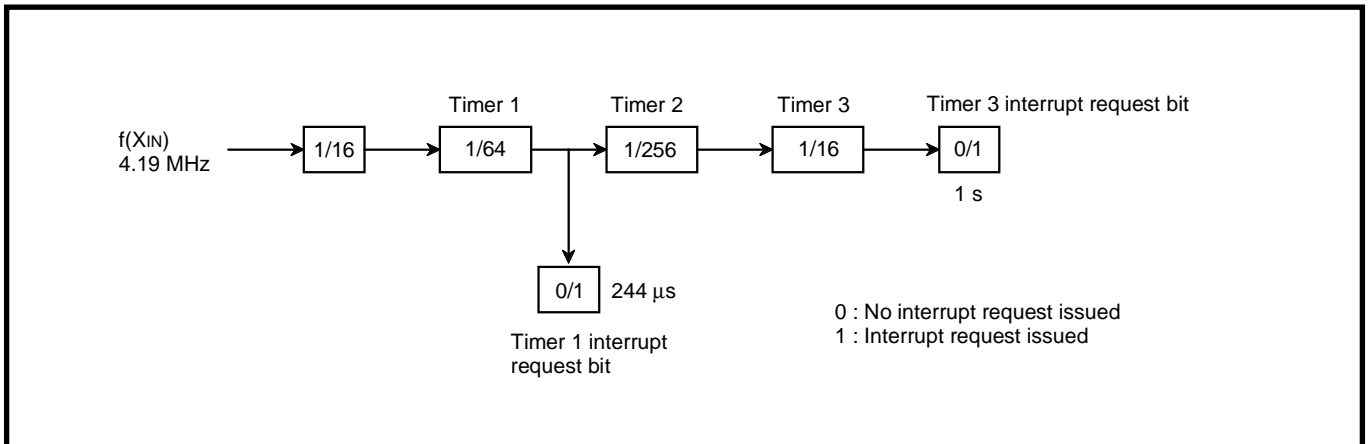 Timer 1
Timer 2
Timer 3
Timer 3 interrupt request bit
f(XIN)
4.19 MHz
1/16
1/64
1/256
1/16
0/1
1 s
0/1
244 μs
Timer 1 interrupt
request bit
0 : No interrupt request issued
1 : Interrupt request issued